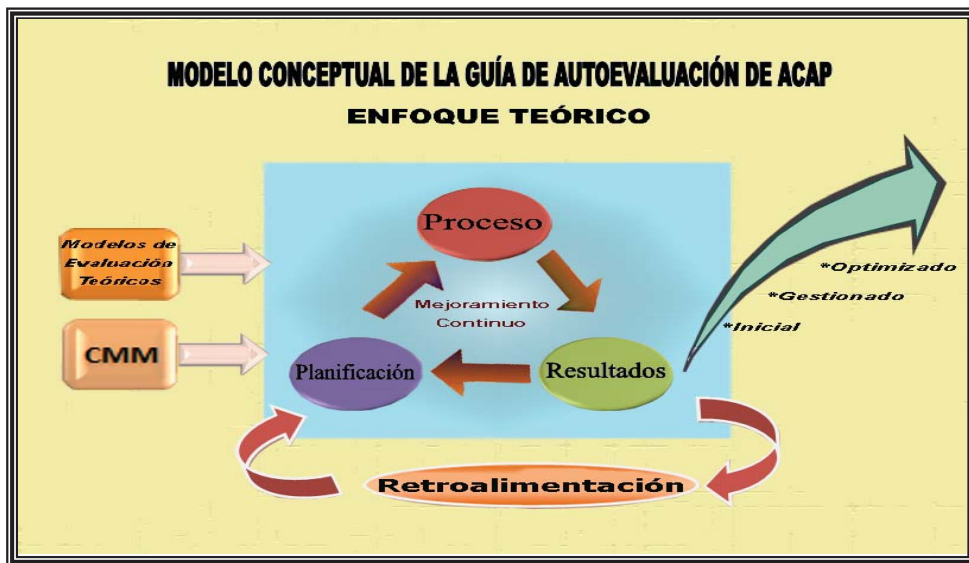 MODELO CONCEPTUAL DE LA GUÍA DE AUTOEVALUACIÓN DE ACAP
ENFOQUE TEÓRICO
Modelos de
Evaluación
Teóricos
CMM
Proceso
Mejoramiento
Continuo
Planificación
Resultados
*Optimizado
*Gestionado
*Inicial
Retroalimentación